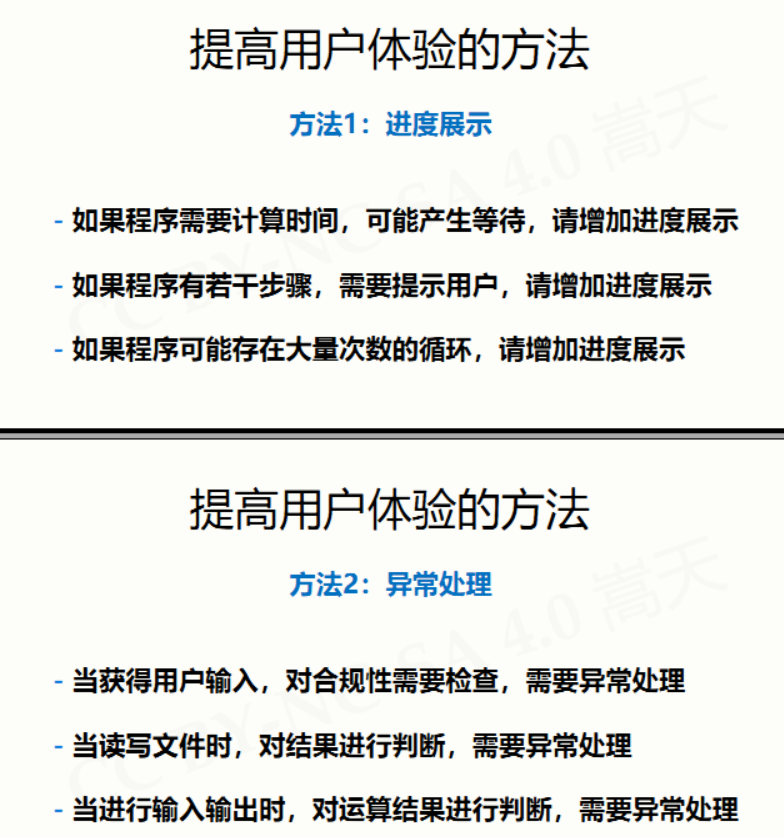 提高用户体验的方法
方法1：进度展示
- 如果程序需要计算时间，可能产生等待，请增加进度展示
- 如果程序有若干步骤，需要提示用户，请增加进度展示
- 如果程序可能存在大量次数的循环，请增加进度展示
CC BY-NC-SA 4.0 嵩天
提高用户体验的方法
方法2：异常处理
- 当获得用户输入，对合规性需要检查，需要异常处理
- 当读写文件时，对结果进行判断，需要异常处理
- 当进行输入输出时，对运算结果进行判断，需要异常处理
CC BY-NC-SA 4.0 嵩天